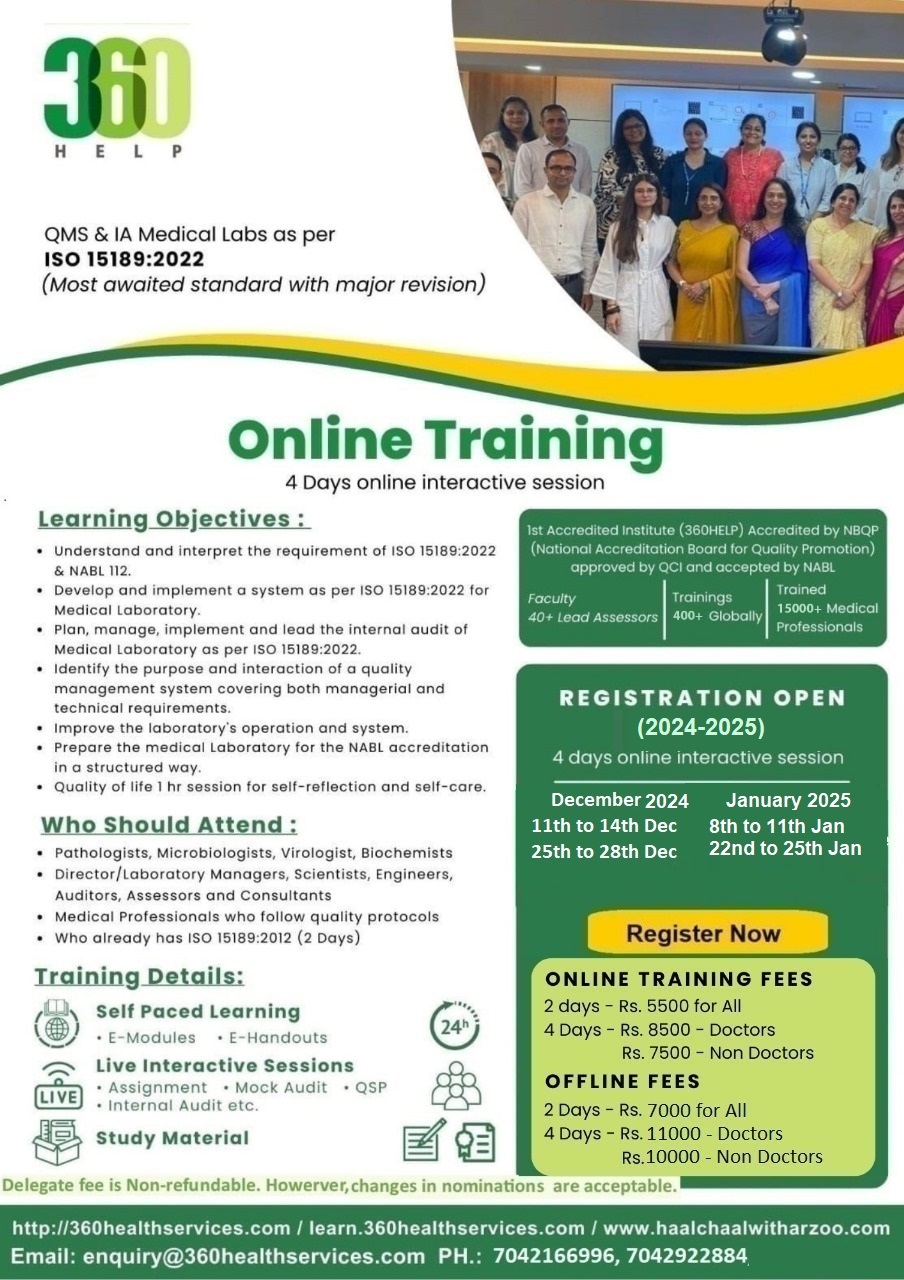 360
HELP
QMS & IA Medical Labs as per
ISO 15189:2022
(Most awaited standard with major revision)
Online Training
4 Days online interactive session
Learning Objectives :
• Understand and interpret the requirement of ISO 15189:2022
& NABL 112.
• Develop and implement a system as per ISO 15189:2022 for
Medical Laboratory.
• Plan, manage, implement and lead the internal audit of
Medical Laboratory as per ISO 15189:2022.
• Identify the purpose and interaction of a quality
management system covering both managerial and
technical requirements.
• Improve the laboratory's operation and system.
• Prepare the medical Laboratory for the NABL accreditation
in a structured way.
• Quality of life 1 hr session for self-reflection and self-care.
Who Should Attend :
• Pathologists, Microbiologists, Virologist, Biochemists
• Director/Laboratory Managers, Scientists, Engineers,
Auditors, Assessors and Consultants
• Medical Professionals who follow quality protocols
• Who already has ISO 15189:2012 (2 Days)
Training Details:
Self Paced Learning
• E-Modules • E-Handouts
24h
Live Interactive Sessions
LIVE
• Assignment • Mock Audit • QSP
• Internal Audit etc.
Study Material
1st Accredited Institute (360HELP) Accredited by NBQP
(National Accreditation Board for Quality Promotion)
approved by QCI and accepted by NABL
Faculty
40+ Lead Assessors
Trainings
400+ Globally
Trained
15000+ Medical
Professionals
REGISTRATION OPEN
(2024-2025)
4 days online interactive session
December 2024
11th to 14th Dec
25th to 28th Dec
January 2025
8th to 11th Jan
22nd to 25th Jan
Register Now
ONLINE TRAINING FEES
2 days - Rs. 5500 for All
4 Days - Rs. 8500 - Doctors
Rs. 7500 - Non Doctors
OFFLINE FEES
2 Days - Rs. 7000 for All
4 Days - Rs. 11000 - Doctors
Rs.10000 - Non Doctors
Delegate fee is Non-refundable. Howerver, changes in nominations are acceptable.
http://360healthservices.com / learn.360healthservices.com / www.haalchaalwitharzoo.com
Email: enquiry@360healthservices.com PH.: 7042166996, 7042922884